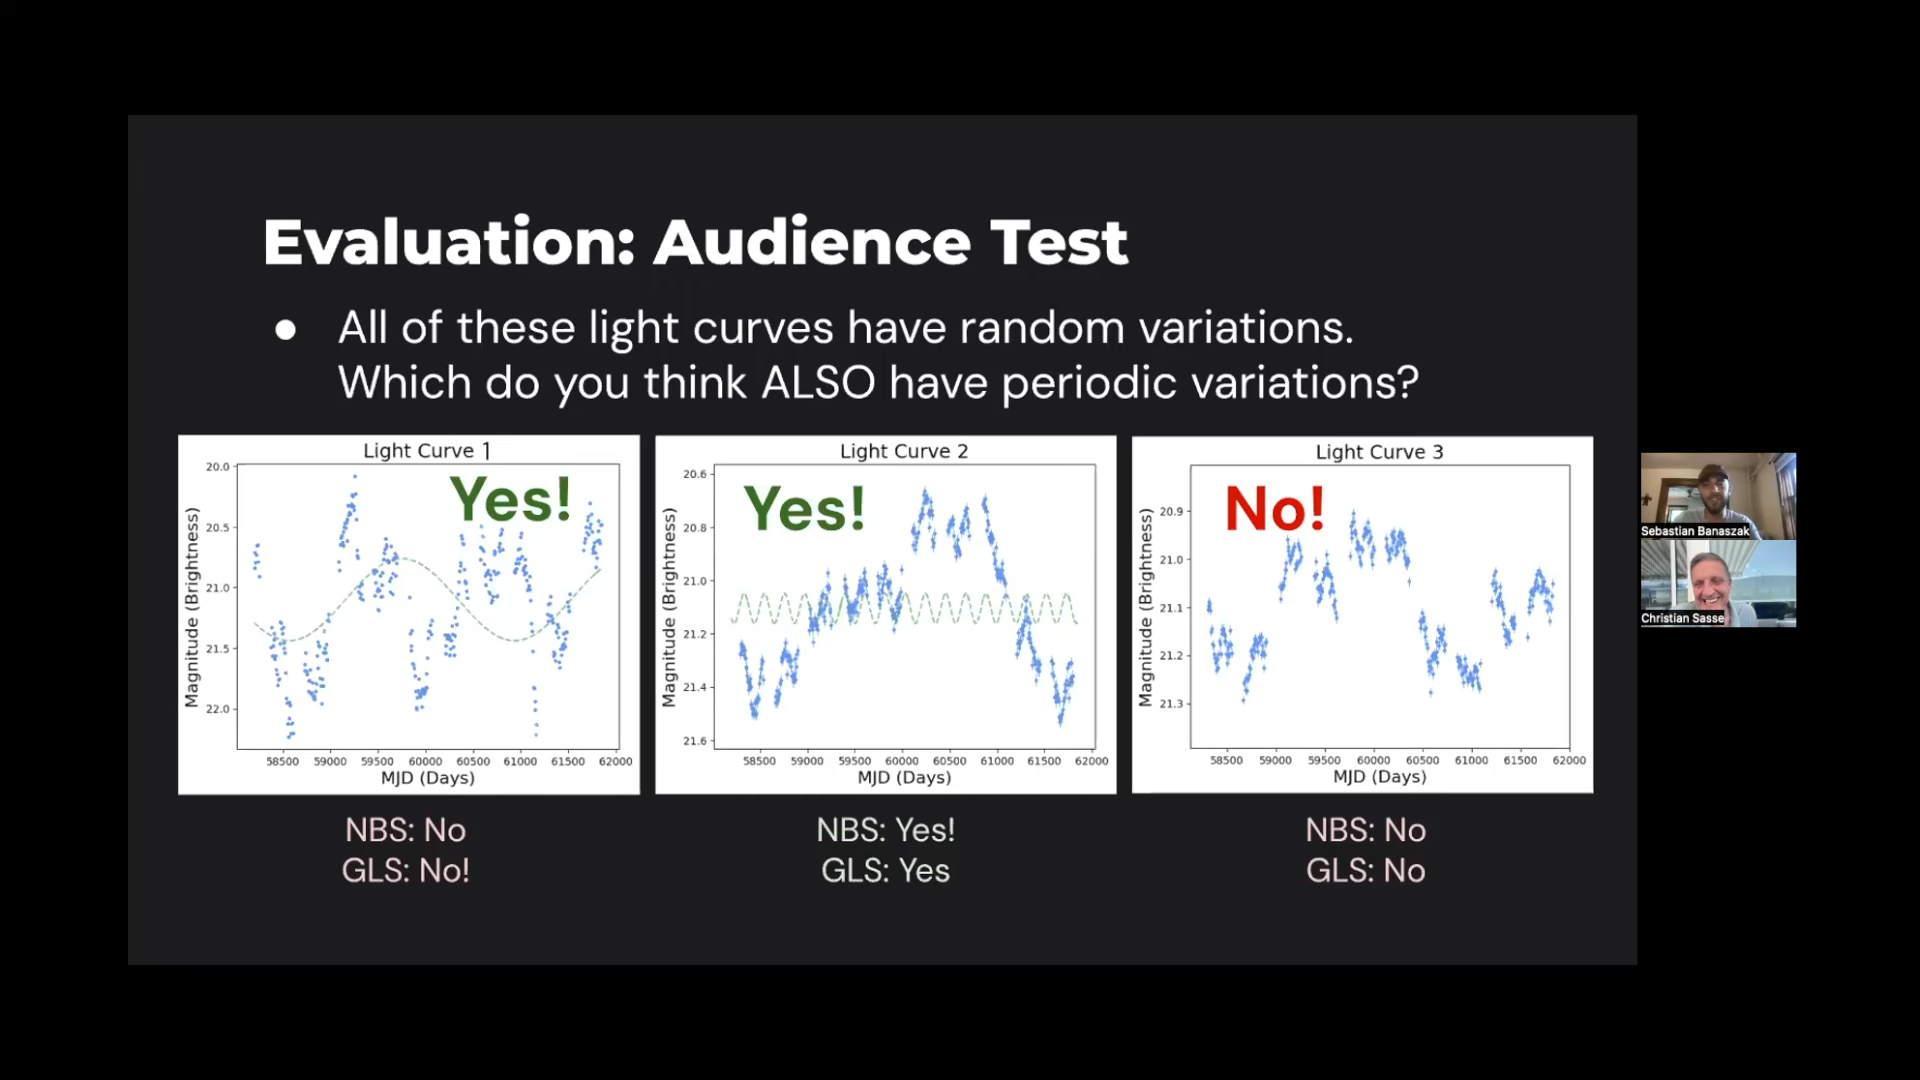 Evaluation: Audience Test
● All of these light curves have random variations.
Which do you think ALSO have periodic variations?
Light Curve 1
Yes!
Magnitude (Brightness)
20.0
20.5
21.0
21.5
22.0
58500 59000 59500 60000 60500 61000 61500 62000
MJD (Days)
NBS: No
GLS: No!
Light Curve 2
Yes!
Magnitude (Brightness)
20.6
20.8
21.0
21.2
21.4
21.6
58500 59000 59500 60000 60500 61000 61500 62000
MJD (Days)
NBS: Yes!
GLS: Yes
Light Curve 3
No!
Magnitude (Brightness)
20.9
21.0
21.1
21.2
21.3
58500 59000 59500 60000 60500 61000 61500 62000
MJD (Days)
NBS: No
GLS: No
Sebastian Banaszak
Christian Sasse